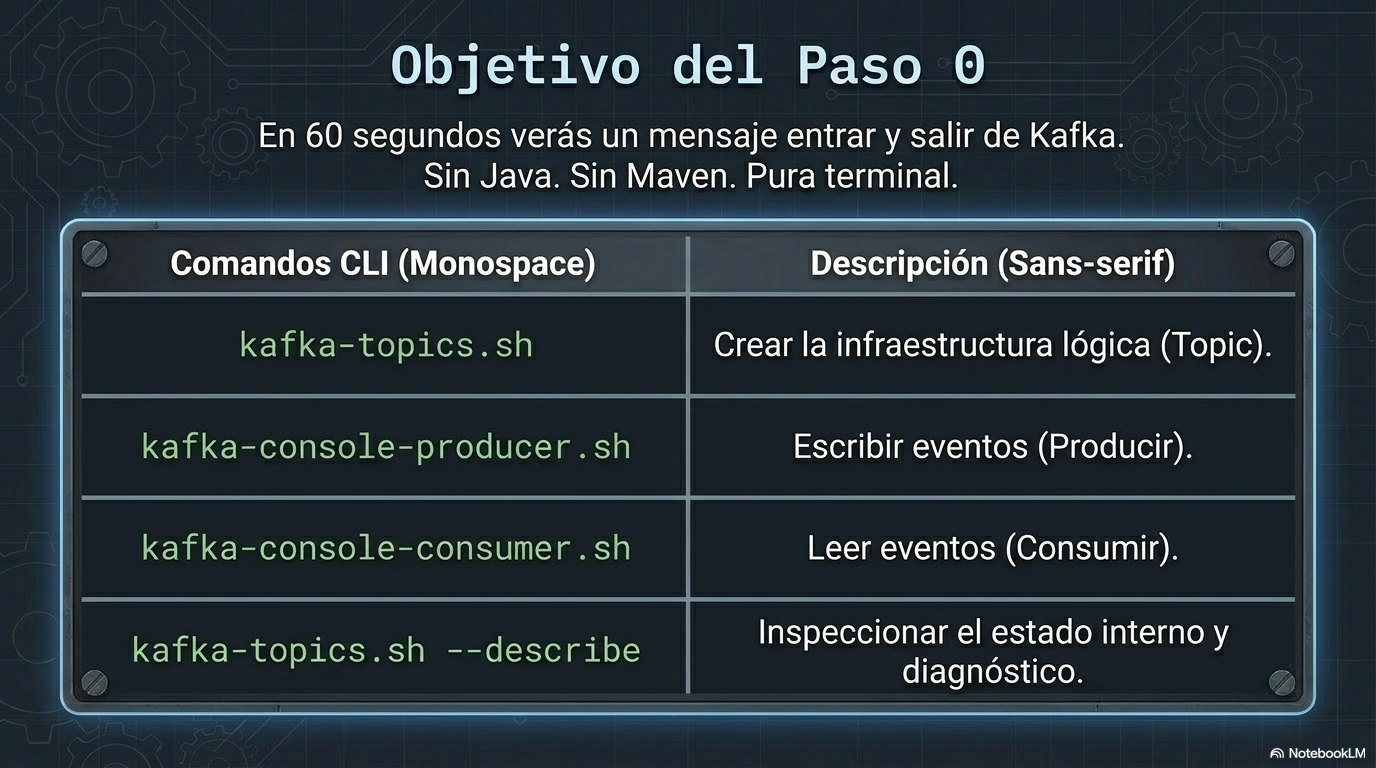 Objetivo del Paso 0
En 60 segundos verás un mensaje entrar y salir de Kafka.
Sin Java. Sin Maven. Pura terminal.
Comandos CLI (Monospace)
Descripción (Sans-serif)
kafka-topics.sh
Crear la infraestructura lógica (Topic).
kafka-console-producer.sh
Escribir eventos (Producir).
kafka-console-consumer.sh
Leer eventos (Consumir).
kafka-topics.sh --describe
Inspeccionar el estado interno y
diagnóstico.
NotebookLM